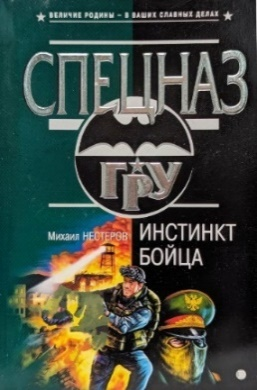 ВЕЛИЧИЕ РОДИНЫ – В ВАШИХ СЛАВНЫХ ДЕЛАХ
СПЕЦНАЗ
ГРУ
Михаил НЕСТЕРОВ
ИНСТИНКТ
БОЙЦА